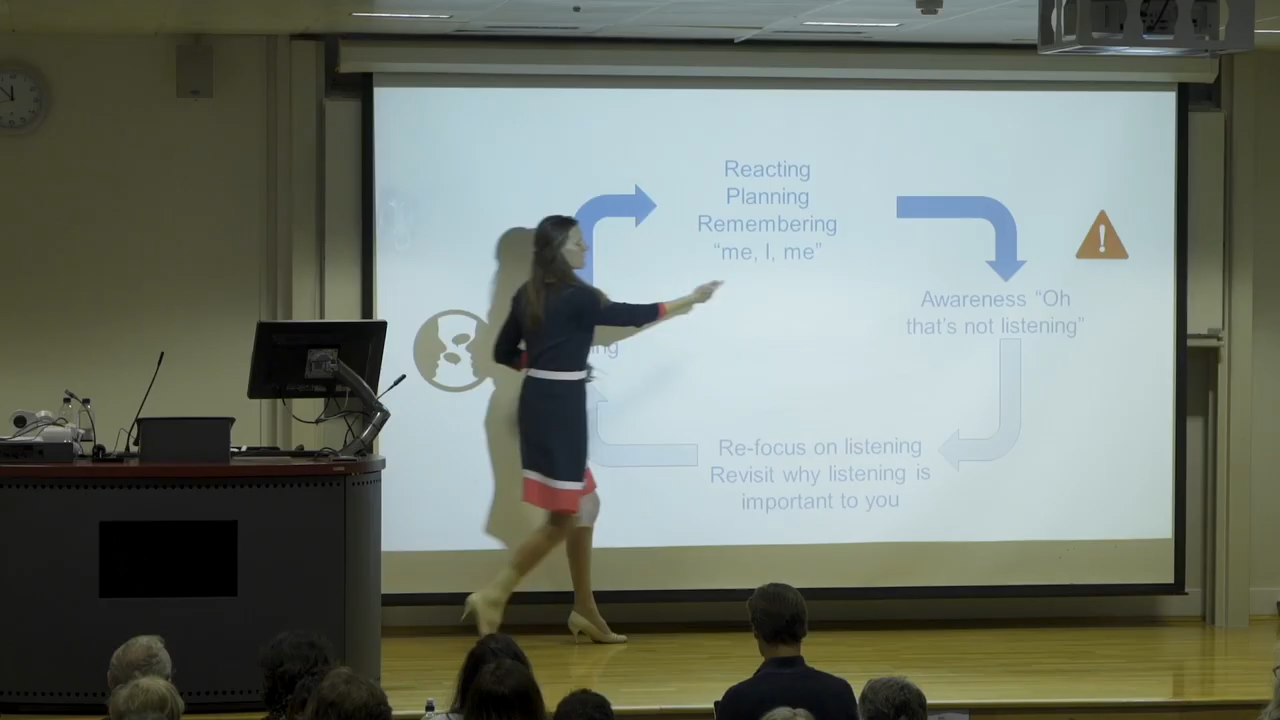 Reacting
Planning
Remembering
“me, I, me”
Awareness “Oh
that’s not listening”
Re-focus on listening
Revisit why listening is
important to you